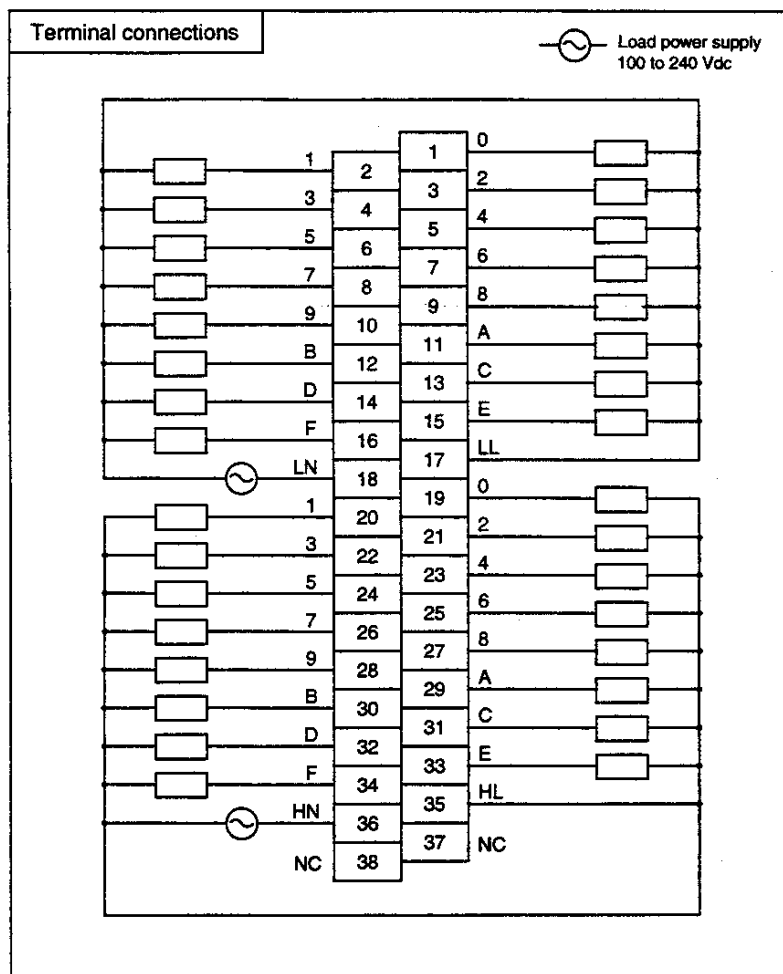 Terminal connections
Load power supply
100 to 240 Vdc
1 0
1 2
3 2
3 4
5 4
5 6
7 6
7 8
9 8
9 10
11 A
B 12
13 C
D 14
15 E
F 16
17 LL
LN 18
19 0
1 20
21 2
3 22
23 4
5 24
25 6
7 26
27 8
9 28
29 A
B 30
31 C
D 32
33 E
F 34
35 HL
HN 36
37 NC
NC 38